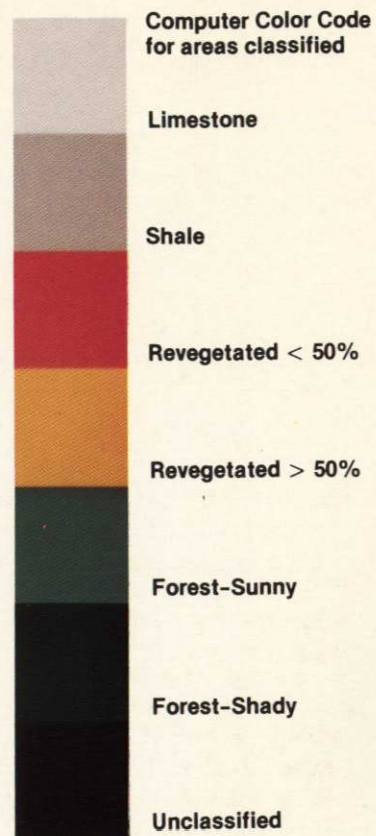 Computer Color Code
for areas classified
Limestone
Shale
Revegetated < 50%
Revegetated > 50%
Forest-Sunny
Forest-Shady
Unclassified